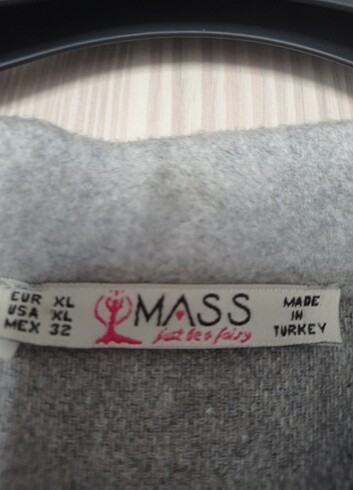 EUR XL
USA XL
MEX 32
MASS
just be a fairy
MADE
IN
TURKEY